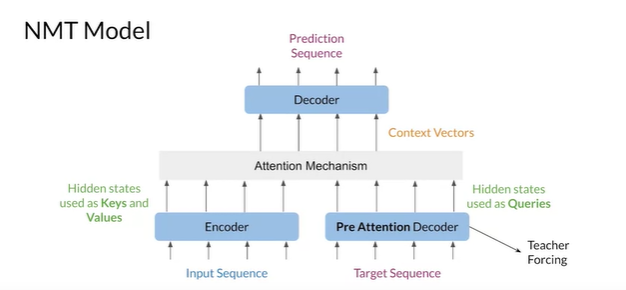 NMT Model
Prediction
Sequence
Decoder
Context Vectors
Attention Mechanism
Hidden states
used as Keys and
Values
Hidden states
used as Queries
Encoder
Pre Attention Decoder
Teacher
Forcing
Input Sequence
Target Sequence